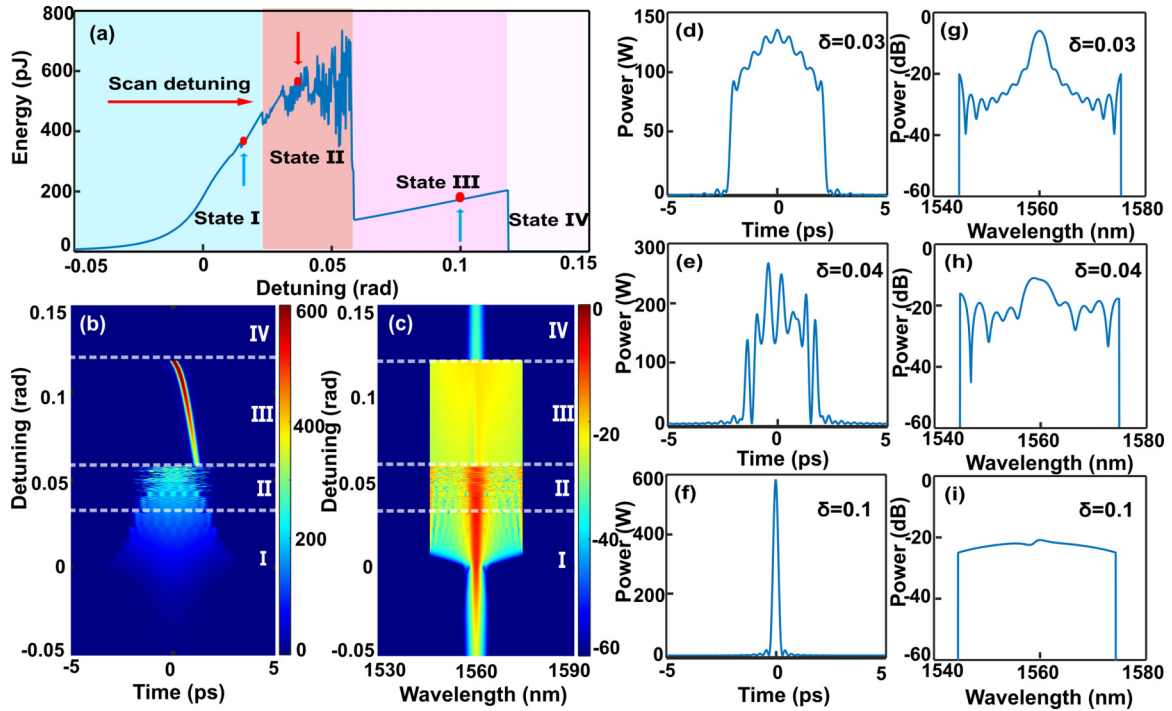 (a)
Energy (pJ)
800
600
400
200
0
Scan detuning
State I
State II
State III
State IV
-0.05
0
0.05
0.1
0.15
Detuning (rad)
(b)
Detuning (rad)
0.15
0.1
0.05
0
-0.05
IV
III
II
I
-5
0
5
Time (ps)
600
400
200
0
(c)
Detuning (rad)
0.15
0.1
0.05
0
-0.05
IV
III
II
I
1530
1560
1590
Wavelength (nm)
0
-20
-40
-60
(d)
δ=0.03
Power (W)
150
100
50
0
-5
0
5
Time (ps)
(g)
δ=0.03
Power (dB)
0
-20
-40
-60
1540
1560
1580
Wavelength (nm)
(e)
δ=0.04
Power (W)
300
200
100
0
-5
0
5
Time (ps)
(h)
δ=0.04
Power (dB)
0
-20
-40
-60
1540
1560
1580
Wavelength (nm)
(f)
δ=0.1
Power (W)
600
400
600
0
-5
0
5
Time (ps)
(i)
δ=0.1
Power (dB)
0
-20
-40
-60
1540
1560
1580
Wavelength (nm)